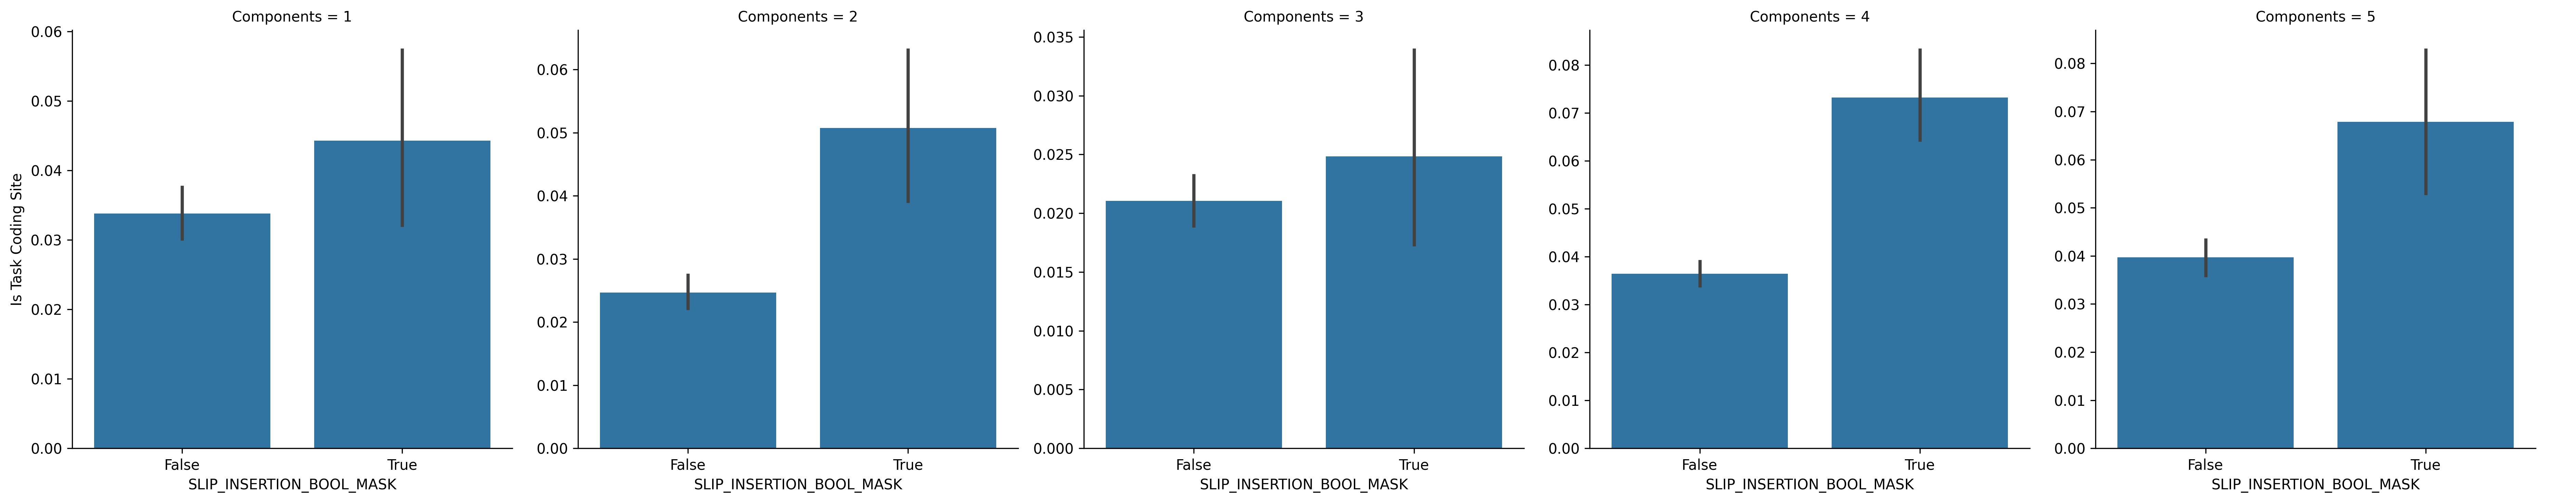 Components = 1
Components = 2
Components = 3
Components = 4
Components = 5
Is Task Coding Site
0.06
0.05
0.04
0.03
0.02
0.01
0.00
False
True
SLIP_INSERTION_BOOL_MASK
0.06
0.05
0.04
0.03
0.02
0.01
0.00
False
True
SLIP_INSERTION_BOOL_MASK
0.035
0.030
0.025
0.020
0.015
0.010
0.005
0.000
False
True
SLIP_INSERTION_BOOL_MASK
0.08
0.07
0.06
0.05
0.04
0.03
0.02
0.01
0.00
False
True
SLIP_INSERTION_BOOL_MASK
0.08
0.07
0.06
0.05
0.04
0.03
0.02
0.01
0.00
False
True
SLIP_INSERTION_BOOL_MASK